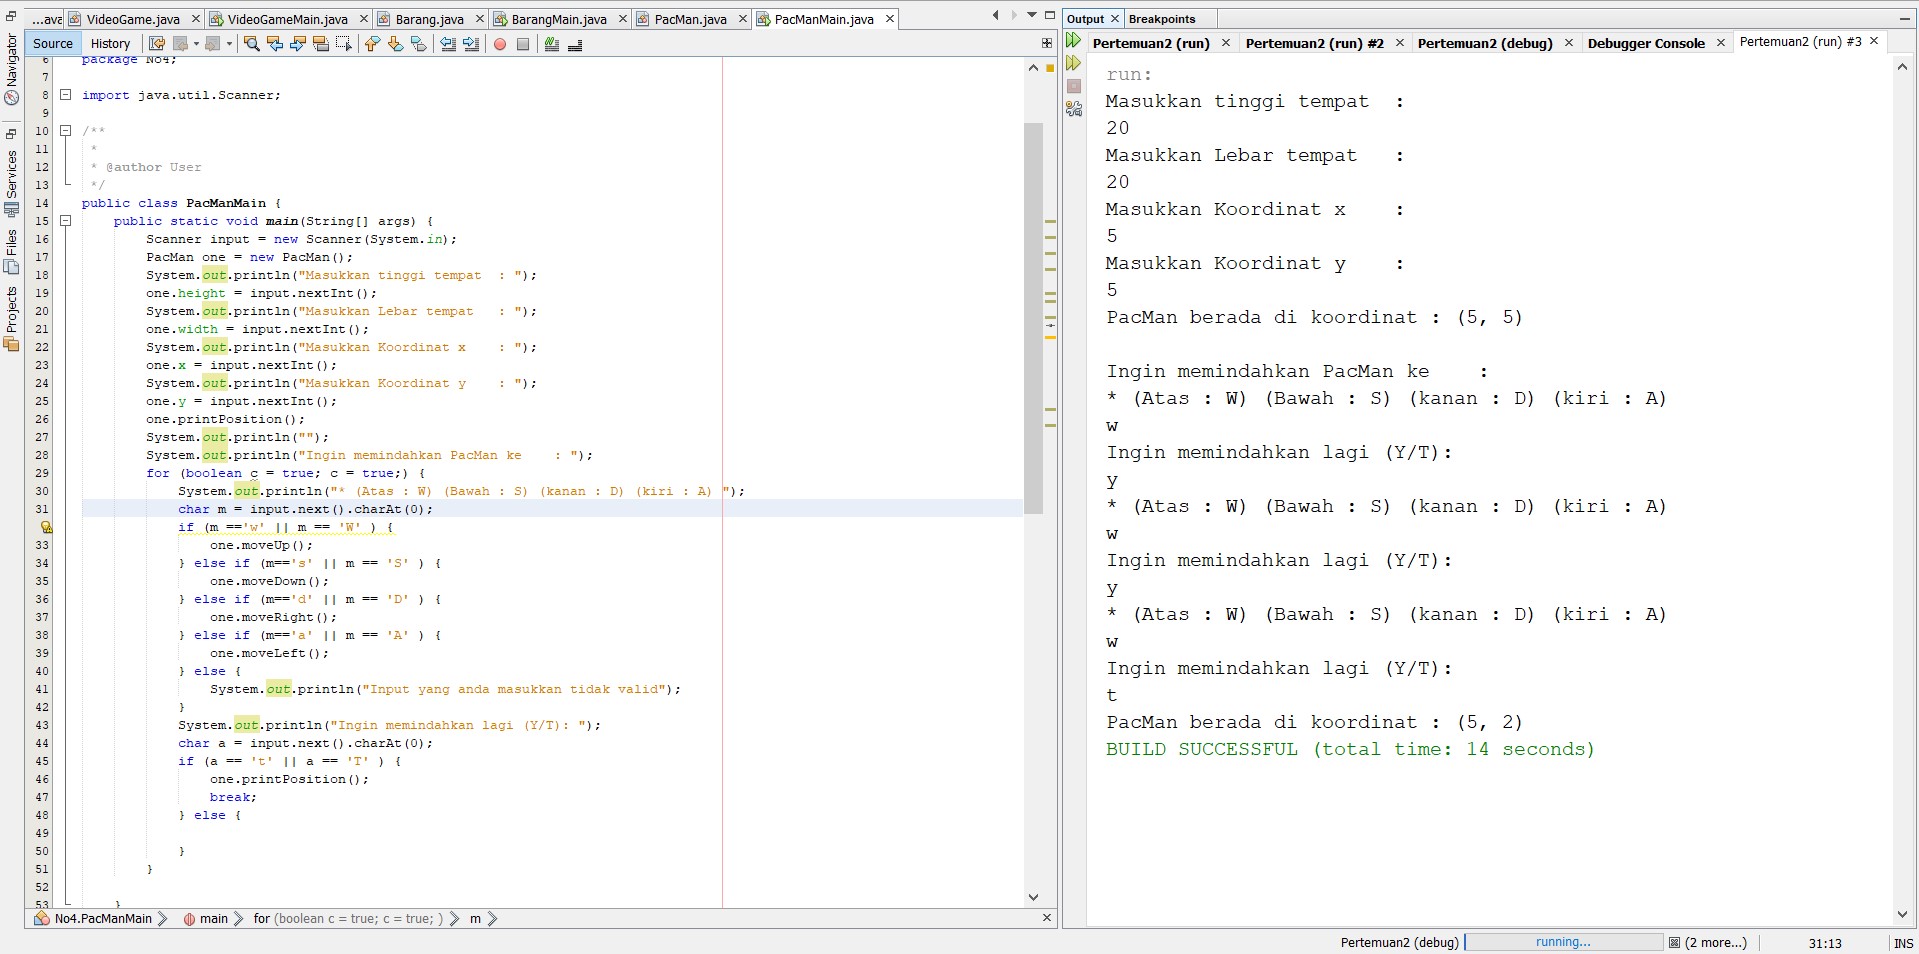 ...ava VideoGame.java VideoGameMain.java Barang.java BarangMain.java PacMan.java PacManMain.java
Source History
Navigator
Services
Files
Projects
6 package No4;
7
8 import java.util.Scanner;
9
10 /**
11 *
12 * @author User
13 */
14 public class PacManMain {
15 public static void main(String[] args) {
16 Scanner input = new Scanner(System.in);
17 PacMan one = new PacMan();
18 System.out.println("Masukkan tinggi tempat  : ");
19 one.height = input.nextInt();
20 System.out.println("Masukkan Lebar tempat   : ");
21 one.width = input.nextInt();
22 System.out.println("Masukkan Koordinat x    : ");
23 one.x = input.nextInt();
24 System.out.println("Masukkan Koordinat y    : ");
25 one.y = input.nextInt();
26 one.printPosition();
27 System.out.println("");
28 System.out.println("Ingin memindahkan PacMan ke    : ");
29 for (boolean c = true; c = true;) {
30 System.out.println("* (Atas : W) (Bawah : S) (kanan : D) (kiri : A) ");
31 char m = input.next().charAt(0);
if (m =='w' || m == 'W' ) {
33 one.moveUp();
34 } else if (m=='s' || m == 'S' ) {
35 one.moveDown();
36 } else if (m=='d' || m == 'D' ) {
37 one.moveRight();
38 } else if (m=='a' || m == 'A' ) {
39 one.moveLeft();
40 } else {
41 System.out.println("Input yang anda masukkan tidak valid");
42 }
43 System.out.println("Ingin memindahkan lagi (Y/T): ");
44 char a = input.next().charAt(0);
45 if (a == 't' || a == 'T' ) {
46 one.printPosition();
47 break;
48 } else {
49
50 }
51 }
52
53 }
No4.PacManMain main for (boolean c = true; c = true; ) m
Output Breakpoints
Pertemuan2 (run) Pertemuan2 (run) #2 Pertemuan2 (debug) Debugger Console Pertemuan2 (run) #3
run:
Masukkan tinggi tempat  :
20
Masukkan Lebar tempat   :
20
Masukkan Koordinat x    :
5
Masukkan Koordinat y    :
5
PacMan berada di koordinat : (5, 5)
Ingin memindahkan PacMan ke    :
* (Atas : W) (Bawah : S) (kanan : D) (kiri : A)
w
Ingin memindahkan lagi (Y/T):
y
* (Atas : W) (Bawah : S) (kanan : D) (kiri : A)
w
Ingin memindahkan lagi (Y/T):
y
* (Atas : W) (Bawah : S) (kanan : D) (kiri : A)
w
Ingin memindahkan lagi (Y/T):
t
PacMan berada di koordinat : (5, 2)
BUILD SUCCESSFUL (total time: 14 seconds)
Pertemuan2 (debug) running... (2 more...) 31:13 INS